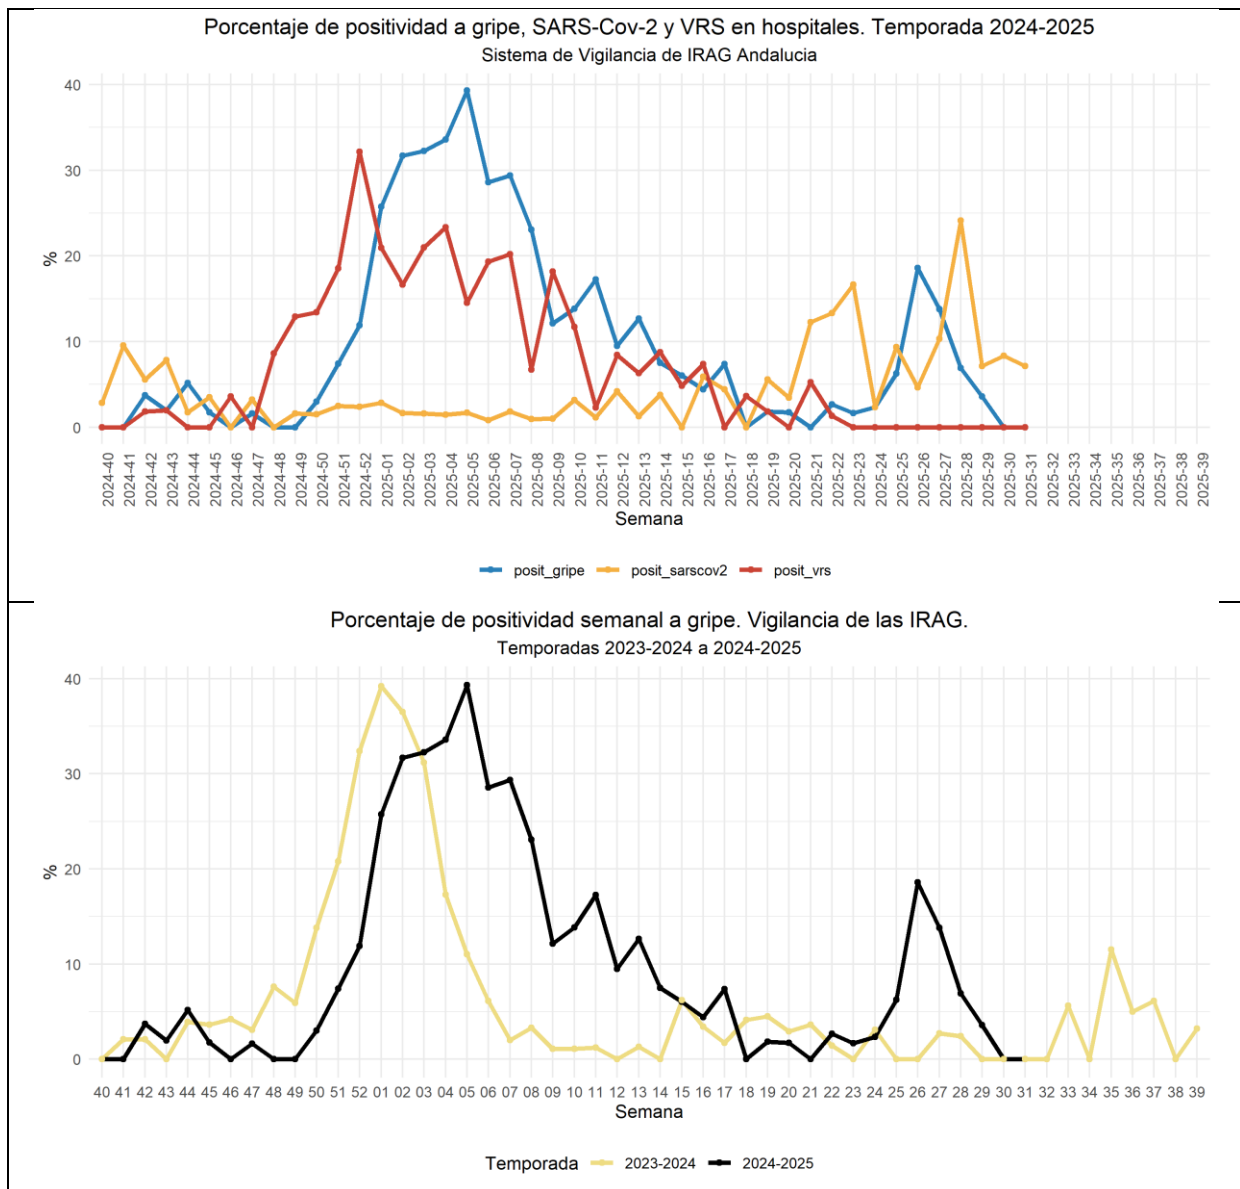 Porcentaje de positividad a gripe, SARS-Cov-2 y VRS en hospitales. Temporada 2024-2025
Sistema de Vigilancia de IRAG Andalucia
40
30
20
10
0
%
2024-40 2024-41 2024-42 2024-43 2024-44 2024-45 2024-46 2024-47 2024-48 2024-49 2024-50 2024-51 2024-52 2025-01 2025-02 2025-03 2025-04 2025-05 2025-06 2025-07 2025-08 2025-09 2025-10 2025-11 2025-12 2025-13 2025-14 2025-15 2025-16 2025-17 2025-18 2025-19 2025-20 2025-21 2025-22 2025-23 2025-24 2025-25 2025-26 2025-27 2025-28 2025-29 2025-30 2025-31 2025-32 2025-33 2025-34 2025-35 2025-36 2025-37 2025-38 2025-39
Semana
posit_gripe posit_sarscov2 posit_vrs
Porcentaje de positividad semanal a gripe. Vigilancia de las IRAG.
Temporadas 2023-2024 a 2024-2025
40
30
20
10
0
%
40 41 42 43 44 45 46 47 48 49 50 51 52 01 02 03 04 05 06 07 08 09 10 11 12 13 14 15 16 17 18 19 20 21 22 23 24 25 26 27 28 29 30 31 32 33 34 35 36 37 38 39
Semana
Temporada 2023-2024 2024-2025